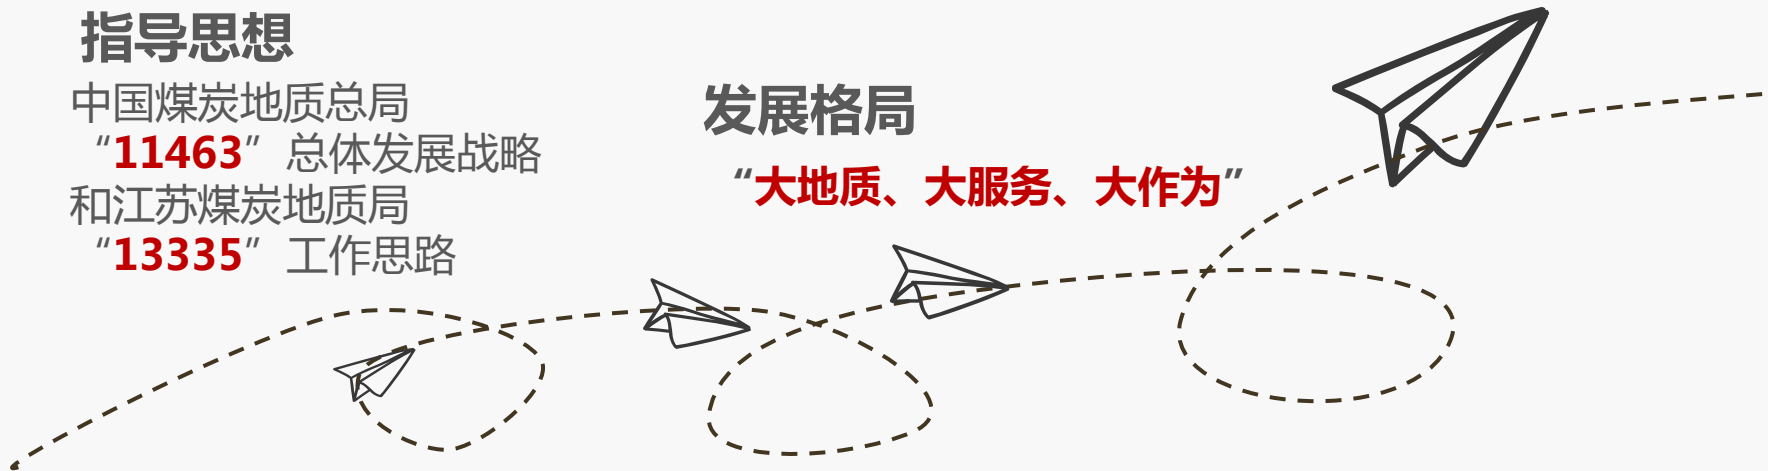 指导思想
中国煤炭地质总局
“11463”总体发展战略
和江苏煤炭地质局
“13335”工作思路
发展格局
“大地质、大服务、大作为”